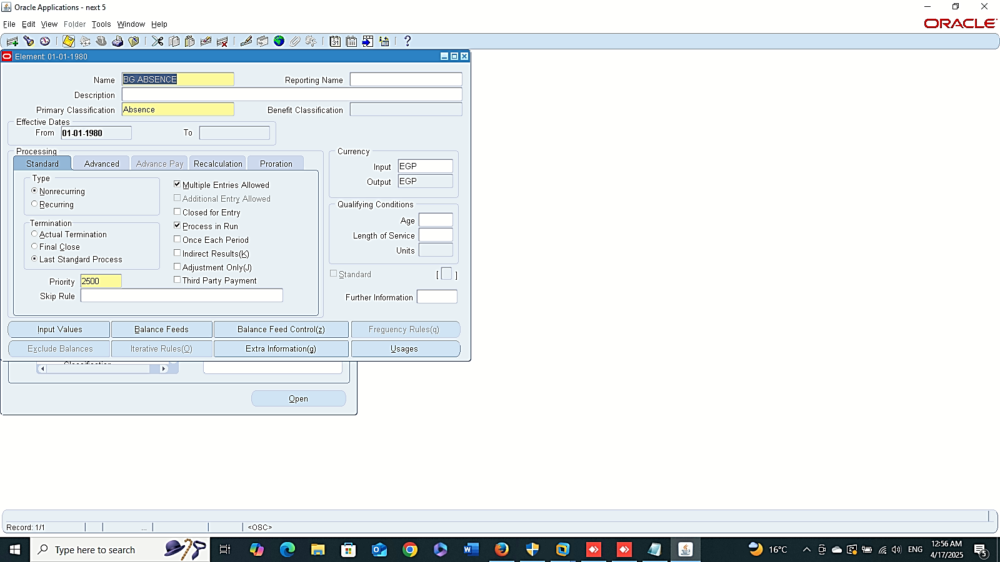 Oracle Applications - next 5
File Edit View Folder Tools Window Help
ORACLE
Element: 01-01-1980
Name BG ABSENCE Reporting Name
Description
Primary Classification Absence Benefit Classification
Effective Dates
From 01-01-1980 To
Processing Currency
Standard Advanced Advance Pay Recalculation Proration
Input EGP
Output EGP
Type
Nonrecurring
Recurring
Multiple Entries Allowed
Additional Entry Allowed
Closed for Entry
Process in Run
Once Each Period
Indirect Results(K)
Adjustment Only(J)
Third Party Payment
Termination
Actual Termination
Final Close
Last Standard Process
Priority 2500
Skip Rule
Qualifying Conditions
Age
Length of Service
Units
Standard [ ]
Further Information
Input Values Balance Feeds Balance Feed Control(z) Frequency Rules(q)
Exclude Balances Iterative Rules(O) Extra Information(g) Usages
Classification
Open
Record: 1/1 ... <OSC>
Type here to search
16°C ENG 12:56 AM
4/17/2025
5